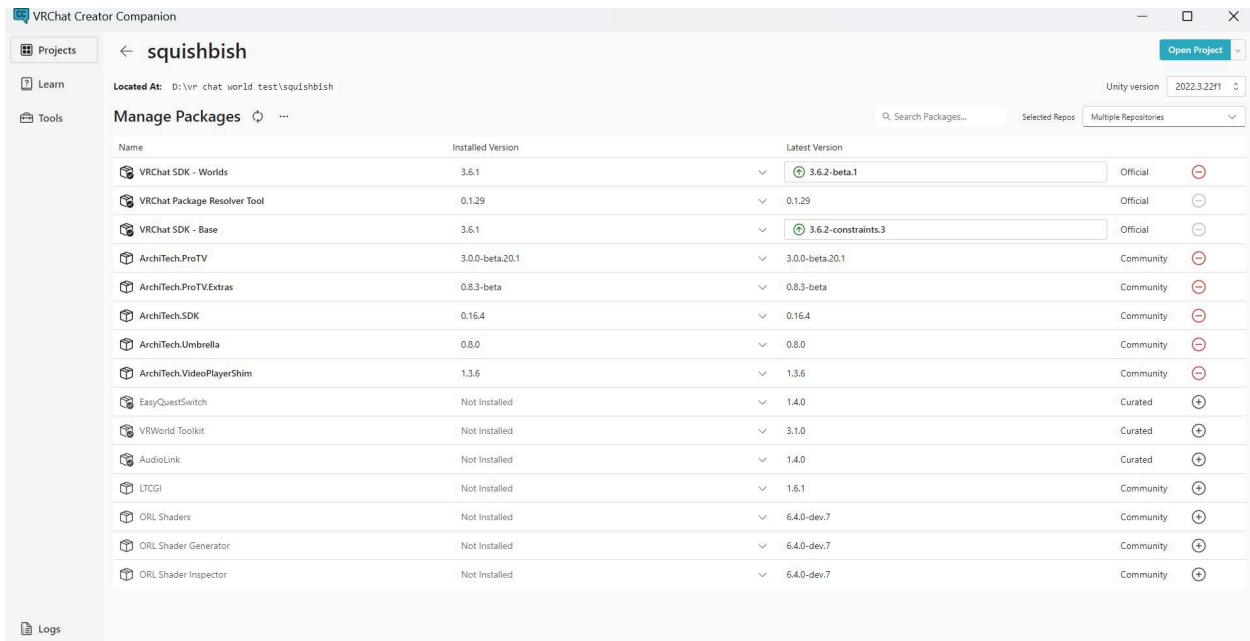 CC VRChat Creator Companion
Projects
Learn
Tools
Logs
squishbish
Open Project
Located At: D:\vr chat world test\squishbish
Unity version 2022.3.22f1
Manage Packages ...
Search Packages...
Selected Repos Multiple Repositories
Name Installed Version Latest Version
VRChat SDK - Worlds 3.6.1 3.6.2-beta.1 Official
VRChat Package Resolver Tool 0.1.29 0.1.29 Official
VRChat SDK - Base 3.6.1 3.6.2-constraints.3 Official
ArchiTech.ProTV 3.0.0-beta.20.1 3.0.0-beta.20.1 Community
ArchiTech.ProTV.Extras 0.8.3-beta 0.8.3-beta Community
ArchiTech.SDK 0.16.4 0.16.4 Community
ArchiTech.Umbrella 0.8.0 0.8.0 Community
ArchiTech.VideoPlayerShim 1.3.6 1.3.6 Community
EasyQuestSwitch Not Installed 1.4.0 Curated
VRWorld Toolkit Not Installed 3.1.0 Curated
AudioLink Not Installed 1.4.0 Curated
LTCGI Not Installed 1.6.1 Community
ORL Shaders Not Installed 6.4.0-dev.7 Community
ORL Shader Generator Not Installed 6.4.0-dev.7 Community
ORL Shader Inspector Not Installed 6.4.0-dev.7 Community